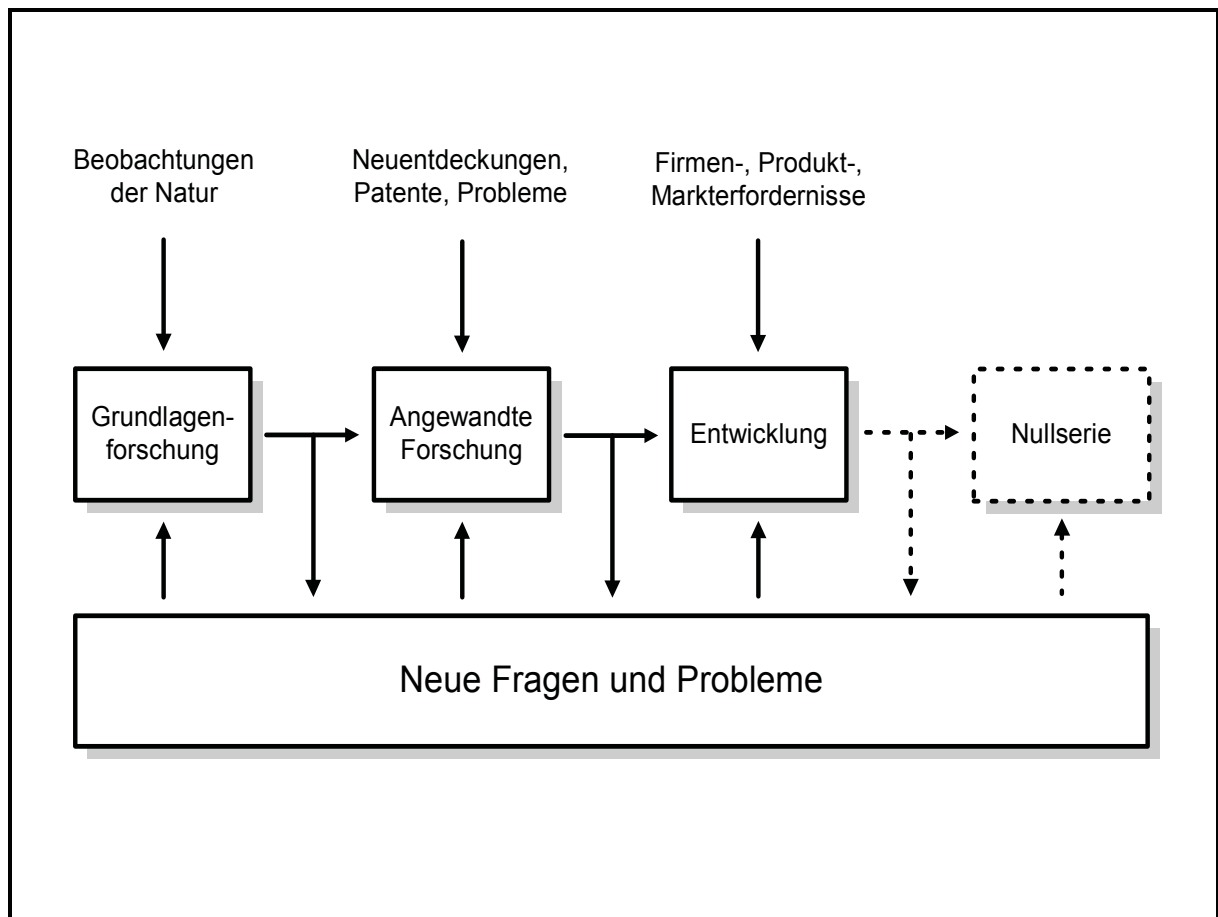 Beobachtungen
der Natur
Neuentdeckungen,
Patente, Probleme
Firmen-, Produkt-,
Markterfordernisse
Grundlagen-
forschung
Angewandte
Forschung
Entwicklung
Nullserie
Neue Fragen und Probleme